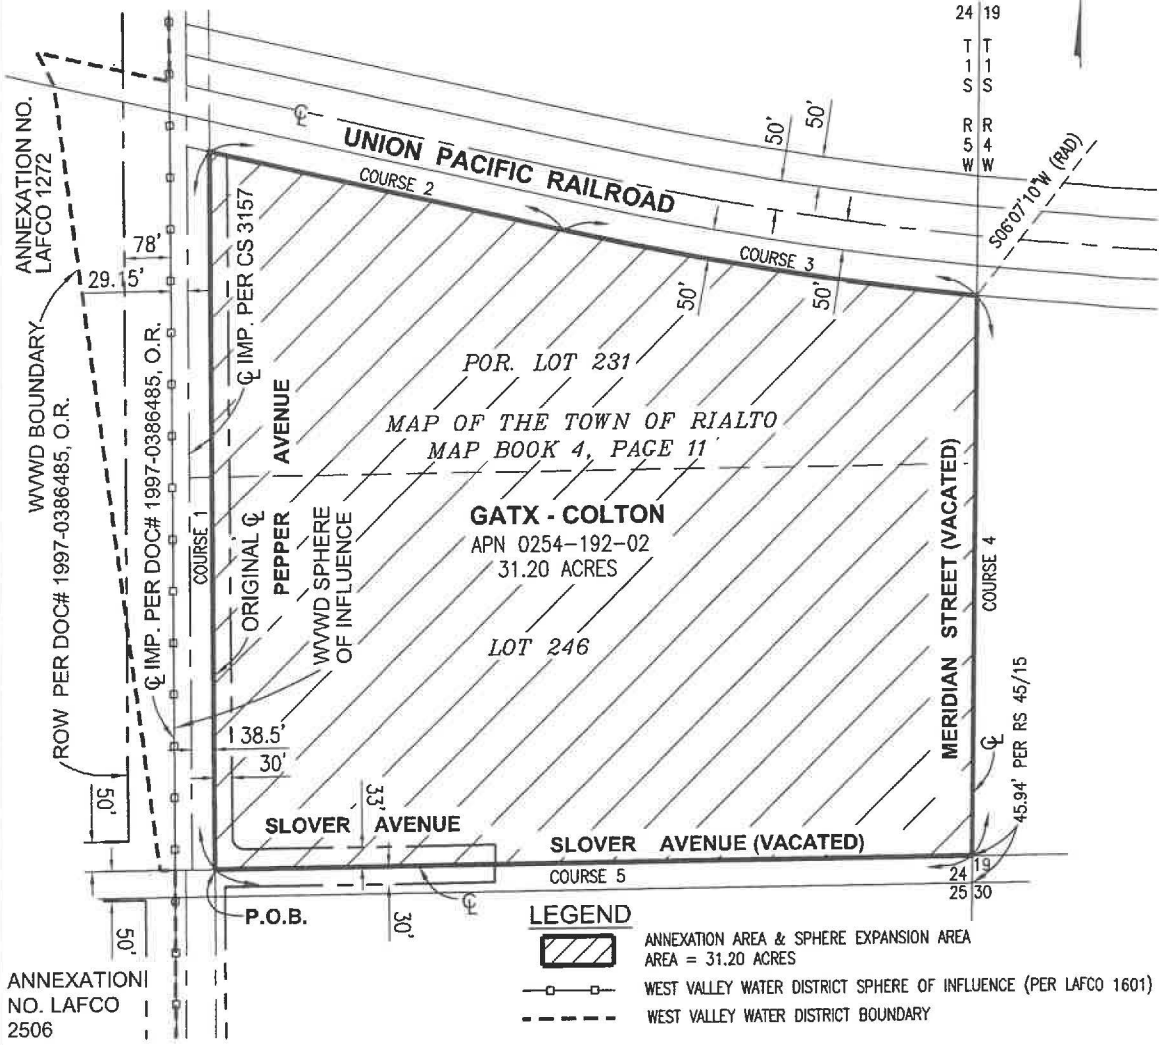 24 19
T1S R5W
T1S R4W
ANNEXATION NO.
LAFCO 1272
℄
UNION PACIFIC RAILROAD
50'
50'
S06°07'10"W (RAD)
COURSE 2
COURSE 3
50'
50'
78'
29.15'
℄ IMP. PER CS 3157
WVWD BOUNDARY
ROW PER DOC# 1997-0386485, O.R.
℄ IMP. PER DOC# 1997-0386485, O.R.
POR. LOT 231
MAP OF THE TOWN OF RIALTO
MAP BOOK 4, PAGE 11
PEPPER AVENUE
GATX - COLTON
APN 0254-192-02
31.20 ACRES
LOT 246
COURSE 1
ORIGINAL ℄
WVWD SPHERE
OF INFLUENCE
MERIDIAN STREET (VACATED)
COURSE 4
℄
45.94' PER RS 45/15
38.5'
30'
33'
50'
SLOVER AVENUE
SLOVER AVENUE (VACATED)
COURSE 5
24 19
25 30
℄
P.O.B.
30'
50'
ANNEXATION
NO. LAFCO
2506
LEGEND
ANNEXATION AREA & SPHERE EXPANSION AREA
AREA = 31.20 ACRES
WEST VALLEY WATER DISTRICT SPHERE OF INFLUENCE (PER LAFCO 1601)
WEST VALLEY WATER DISTRICT BOUNDARY